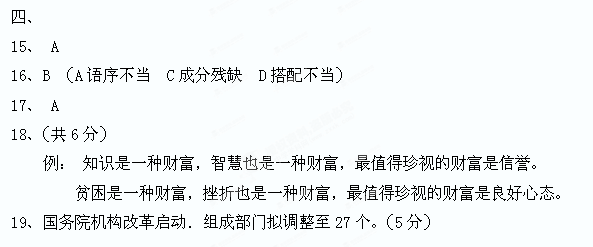 四、
15、 A
16、B （A语序不当 C成分残缺 D搭配不当）
17、 A
18、（共6分）
例： 知识是一种财富，智慧也是一种财富，最值得珍视的财富是信誉。
贫困是一种财富，挫折也是一种财富，最值得珍视的财富是良好心态。
19、国务院机构改革启动．组成部门拟调整至27个。（5分）